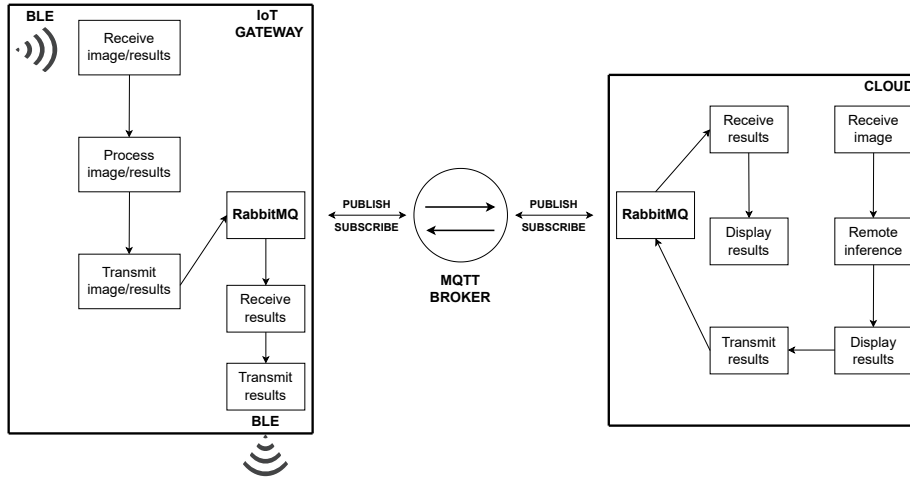 BLE
IoT
GATEWAY
Receive
image/results
Process
image/results
Transmit
image/results
RabbitMQ
Receive
results
Transmit
results
BLE
PUBLISH
SUBSCRIBE
MQTT
BROKER
PUBLISH
SUBSCRIBE
CLOUD
Receive
results
Receive
image
RabbitMQ
Display
results
Remote
inference
Transmit
results
Display
results